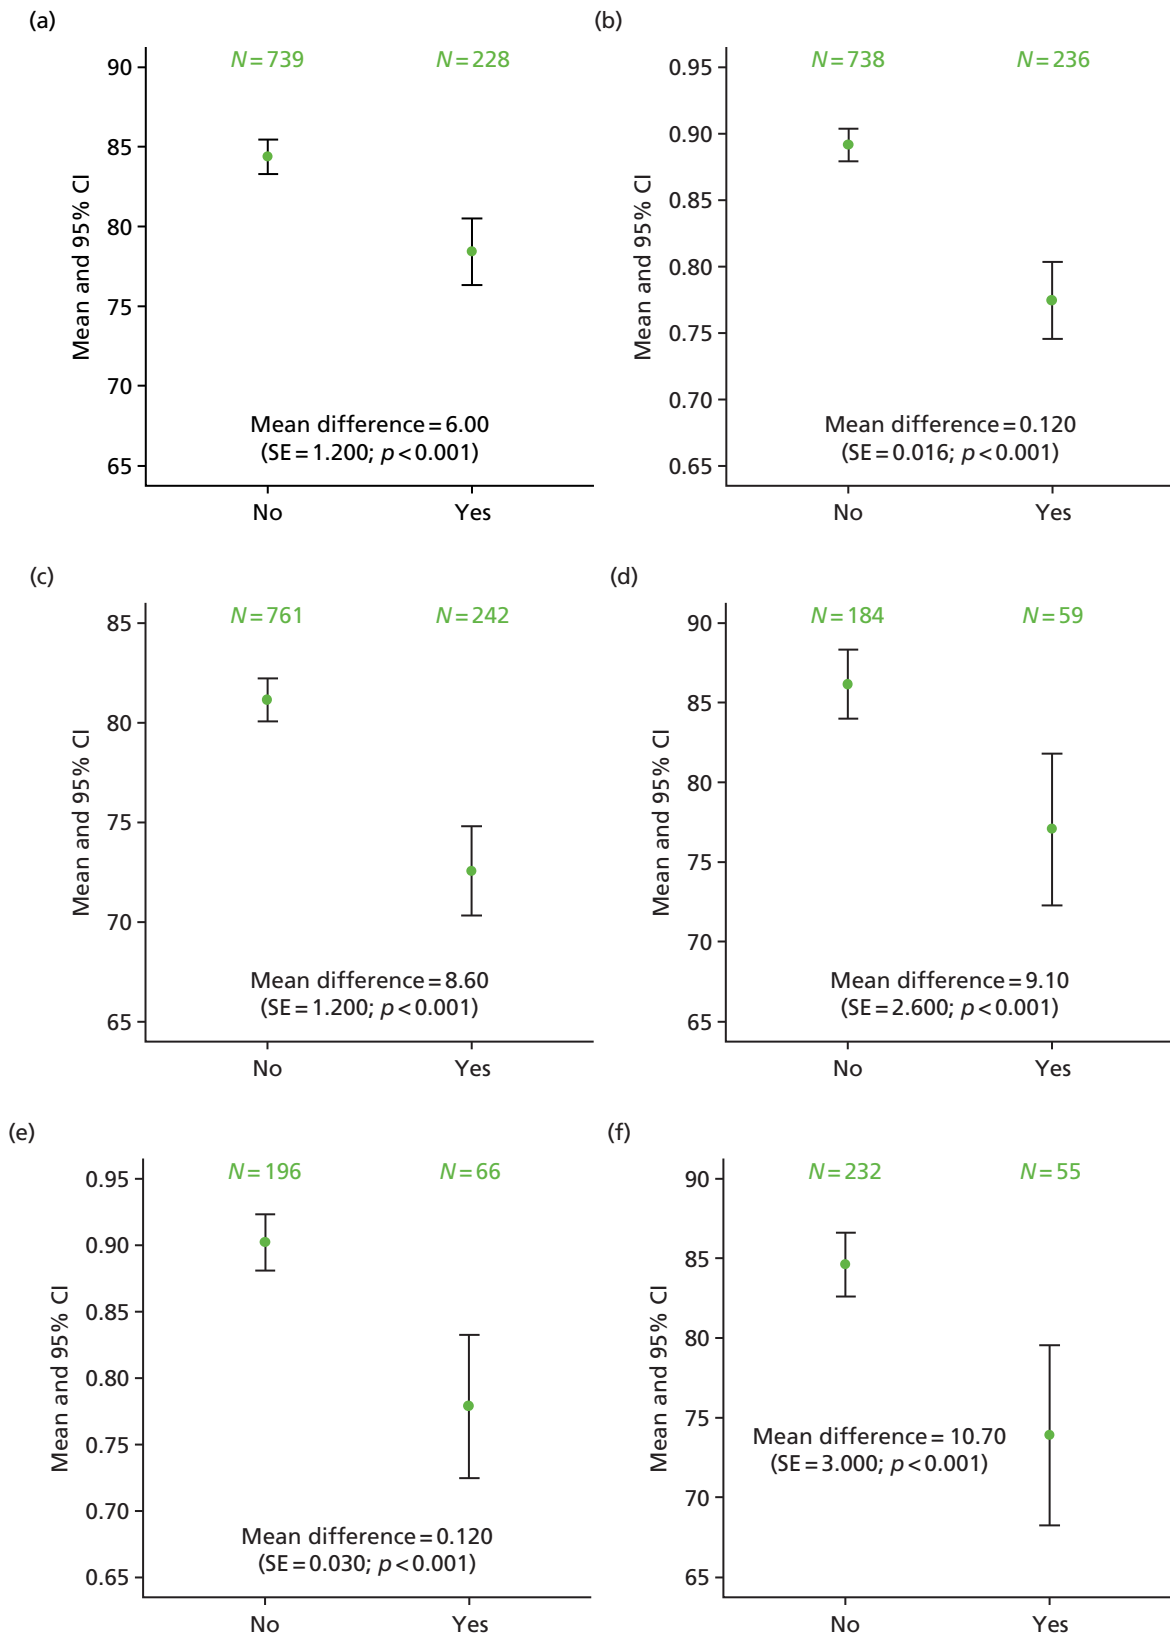 (a)
N=739 N=228
90
85
80
75
70
65
Mean and 95% CI
Mean difference=6.00
(SE=1.200; p<0.001)
No Yes
(b)
N=738 N=236
0.95
0.90
0.85
0.80
0.75
0.70
0.65
Mean and 95% CI
Mean difference=0.120
(SE=0.016; p<0.001)
No Yes
(c)
N=761 N=242
85
80
75
70
65
Mean and 95% CI
Mean difference=8.60
(SE=1.200; p<0.001)
No Yes
(d)
N=184 N=59
90
85
80
75
70
65
Mean and 95% CI
Mean difference=9.10
(SE=2.600; p<0.001)
No Yes
(e)
N=196 N=66
0.95
0.90
0.85
0.80
0.75
0.70
0.65
Mean and 95% CI
Mean difference=0.120
(SE=0.030; p<0.001)
No Yes
(f)
N=232 N=55
90
85
80
75
70
65
Mean and 95% CI
Mean difference=10.70
(SE=3.000; p<0.001)
No Yes